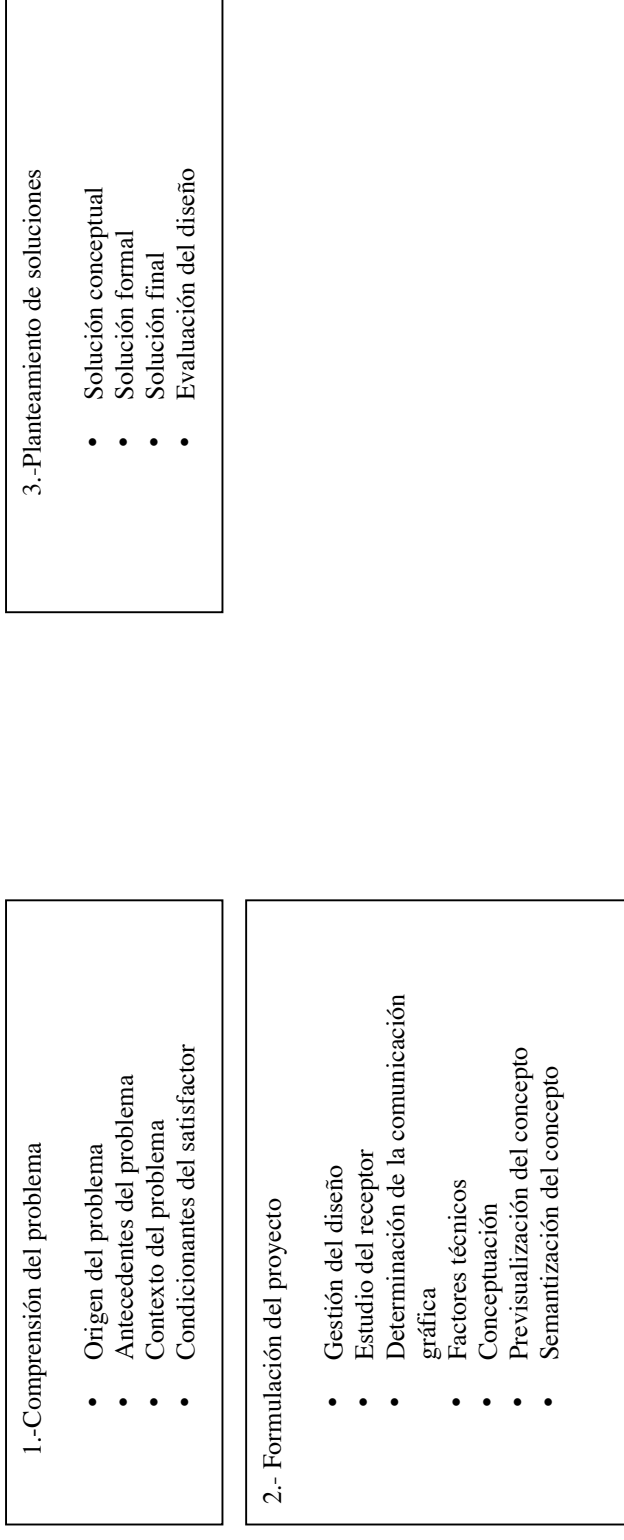 1.-Comprensión del problema
• Origen del problema
• Antecedentes del problema
• Contexto del problema
• Condicionantes del satisfactor
2.- Formulación del proyecto
• Gestión del diseño
• Estudio del receptor
• Determinación de la comunicación
gráfica
• Factores técnicos
• Conceptuación
• Previsualización del concepto
• Semantización del concepto
3.-Planteamiento de soluciones
• Solución conceptual
• Solución formal
• Solución final
• Evaluación del diseño